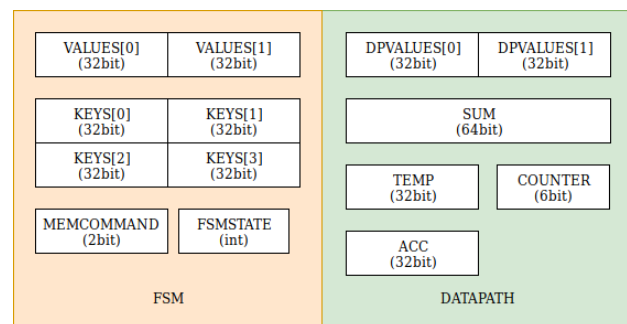 VALUES[0]
(32bit)
VALUES[1]
(32bit)
DPVALUES[0]
(32bit)
DPVALUES[1]
(32bit)
KEYS[0]
(32bit)
KEYS[1]
(32bit)
SUM
(64bit)
KEYS[2]
(32bit)
KEYS[3]
(32bit)
TEMP
(32bit)
COUNTER
(6bit)
MEMCOMMAND
(2bit)
FSMSTATE
(int)
ACC
(32bit)
FSM
DATAPATH